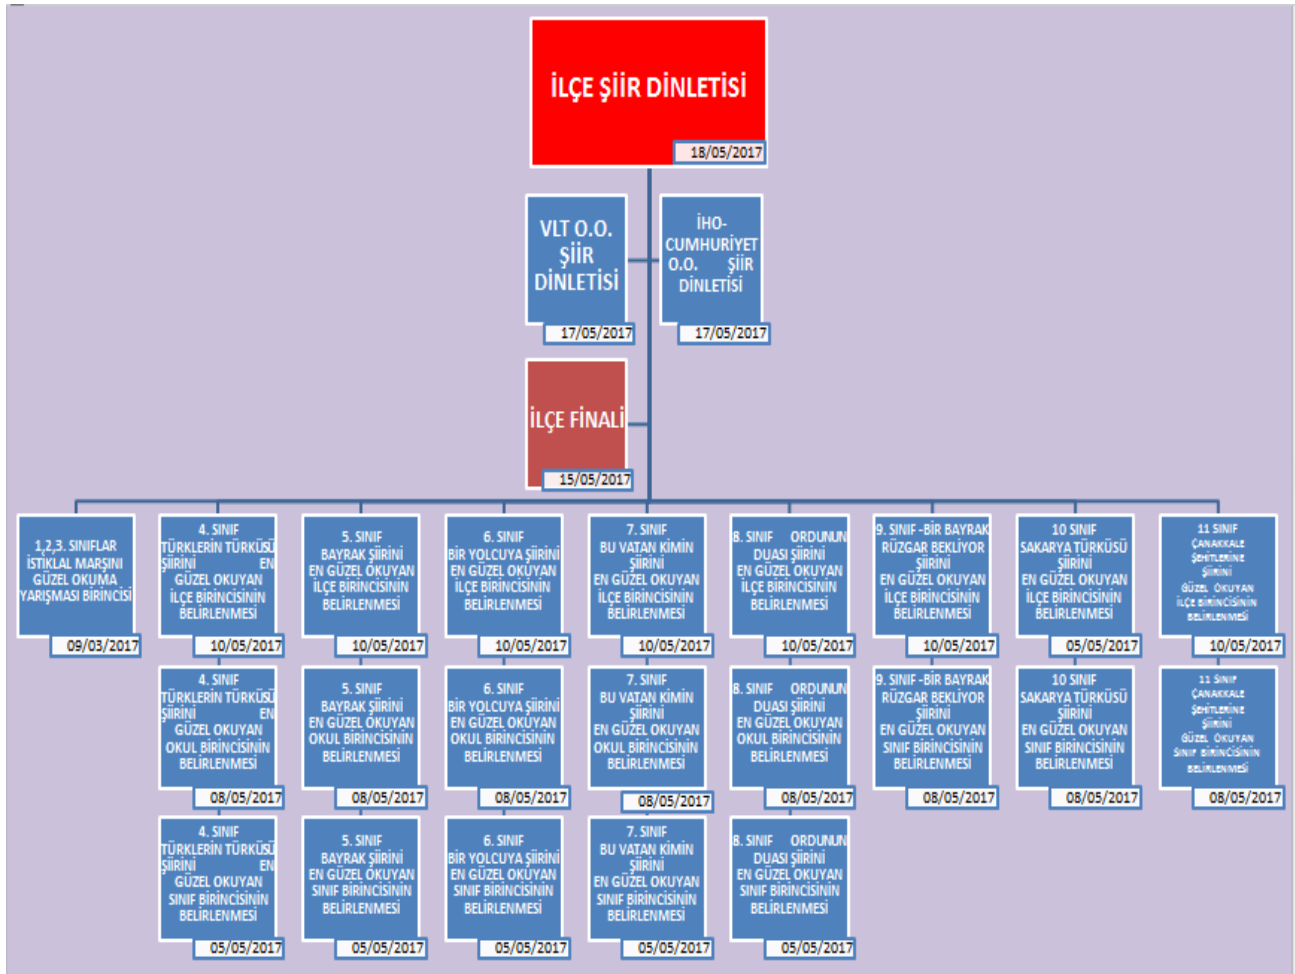 İLÇE ŞİİR DİNLETİSİ
18/05/2017
VLT O.O.
ŞİİR
DİNLETİSİ
17/05/2017
İHO-
CUMHURİYET
O.O. ŞİİR
DİNLETİSİ
17/05/2017
İLÇE FİNALİ
15/05/2017
1,2,3. SINIFLAR
İSTİKLAL MARŞINI
GÜZEL OKUMA
YARIŞMASI BİRİNCİSİ
09/03/2017
4. SINIF
TÜRKLERİN TÜRKÜSÜ
ŞİİRİNİ EN
GÜZEL OKUYAN
İLÇE BİRİNCİSİNİN
BELİRLENMESİ
10/05/2017
5. SINIF
BAYRAK ŞİİRİNİ
EN GÜZEL OKUYAN
İLÇE BİRİNCİSİNİN
BELİRLENMESİ
10/05/2017
6. SINIF
BİR YOLCUYA ŞİİRİNİ
EN GÜZEL OKUYAN
İLÇE BİRİNCİSİNİN
BELİRLENMESİ
10/05/2017
7. SINIF
BU VATAN KİMİN
ŞİİRİNİ
EN GÜZEL OKUYAN
İLÇE BİRİNCİSİNİN
BELİRLENMESİ
10/05/2017
8. SINIF ORDUNUN
DUASI ŞİİRİNİ
EN GÜZEL OKUYAN
İLÇE BİRİNCİSİNİN
BELİRLENMESİ
10/05/2017
9. SINIF -BİR BAYRAK
RÜZGAR BEKLİYOR
ŞİİRİNİ
EN GÜZEL OKUYAN
İLÇE BİRİNCİSİNİN
BELİRLENMESİ
10/05/2017
10 SINIF
SAKARYA TÜRKÜSÜ
ŞİİRİNİ
EN GÜZEL OKUYAN
İLÇE BİRİNCİSİNİN
BELİRLENMESİ
05/05/2017
11 SINIF
ÇANAKKALE
ŞEHİTLERİNE
ŞİİRİNİ
GÜZEL OKUYAN
İLÇE BİRİNCİSİNİN
BELİRLENMESİ
10/05/2017
4. SINIF
TÜRKLERİN TÜRKÜSÜ
ŞİİRİNİ EN
GÜZEL OKUYAN
OKUL BİRİNCİSİNİN
BELİRLENMESİ
08/05/2017
5. SINIF
BAYRAK ŞİİRİNİ
EN GÜZEL OKUYAN
OKUL BİRİNCİSİNİN
BELİRLENMESİ
08/05/2017
6. SINIF
BİR YOLCUYA ŞİİRİNİ
EN GÜZEL OKUYAN
OKUL BİRİNCİSİNİN
BELİRLENMESİ
08/05/2017
7. SINIF
BU VATAN KİMİN
ŞİİRİNİ
EN GÜZEL OKUYAN
OKUL BİRİNCİSİNİN
BELİRLENMESİ
08/05/2017
8. SINIF ORDUNUN
DUASI ŞİİRİNİ
EN GÜZEL OKUYAN
OKUL BİRİNCİSİNİN
BELİRLENMESİ
08/05/2017
9. SINIF -BİR BAYRAK
RÜZGAR BEKLİYOR
ŞİİRİNİ
EN GÜZEL OKUYAN
SINIF BİRİNCİSİNİN
BELİRLENMESİ
08/05/2017
10 SINIF
SAKARYA TÜRKÜSÜ
ŞİİRİNİ
EN GÜZEL OKUYAN
SINIF BİRİNCİSİNİN
BELİRLENMESİ
08/05/2017
11 SINIF
ÇANAKKALE
ŞEHİTLERİNE
ŞİİRİNİ
GÜZEL OKUYAN
SINIF BİRİNCİSİNİN
BELİRLENMESİ
08/05/2017
4. SINIF
TÜRKLERİN TÜRKÜSÜ
ŞİİRİNİ EN
GÜZEL OKUYAN
SINIF BİRİNCİSİNİN
BELİRLENMESİ
05/05/2017
5. SINIF
BAYRAK ŞİİRİNİ
EN GÜZEL OKUYAN
SINIF BİRİNCİSİNİN
BELİRLENMESİ
05/05/2017
6. SINIF
BİR YOLCUYA ŞİİRİNİ
EN GÜZEL OKUYAN
SINIF BİRİNCİSİNİN
BELİRLENMESİ
05/05/2017
7. SINIF
BU VATAN KİMİN
ŞİİRİNİ
EN GÜZEL OKUYAN
SINIF BİRİNCİSİNİN
BELİRLENMESİ
05/05/2017
8. SINIF ORDUNUN
DUASI ŞİİRİNİ
EN GÜZEL OKUYAN
SINIF BİRİNCİSİNİN
BELİRLENMESİ
05/05/2017